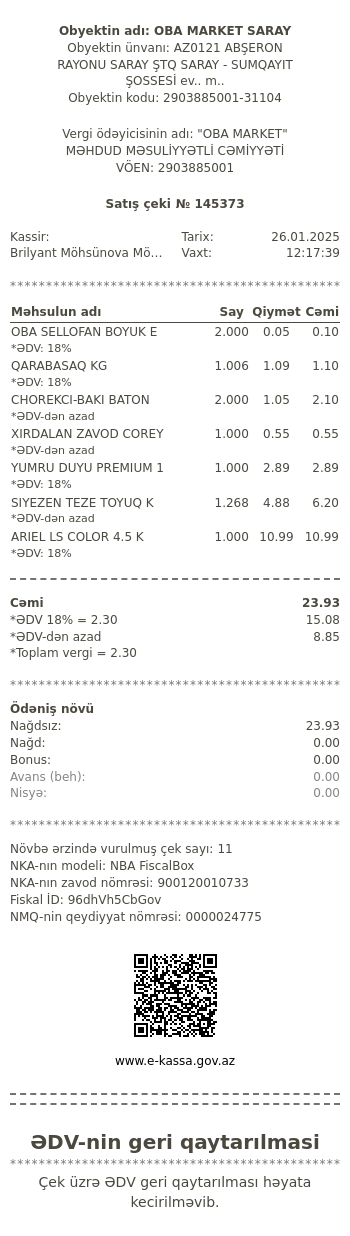 Obyektin adı: OBA MARKET SARAY
Obyektin ünvanı: AZ0121 ABŞERON
RAYONU SARAY ŞTQ SARAY - SUMQAYIT
ŞOSSESİ ev.. m..
Obyektin kodu: 2903885001-31104
Vergi ödəyicisinin adı: "OBA MARKET"
MƏHDUD MƏSULİYYƏTLİ CƏMİYYƏTİ
VÖEN: 2903885001
Satış çeki № 145373
Kassir: Tarix: 26.01.2025
Brilyant Möhsünova Mö... Vaxt: 12:17:39
**********************************************
Məhsulun adı Say Qiymət Cəmi
OBA SELLOFAN BOYUK E 2.000 0.05 0.10
*ƏDV: 18%
QARABASAQ KG 1.006 1.09 1.10
*ƏDV: 18%
CHOREKCI-BAKI BATON 2.000 1.05 2.10
*ƏDV-dən azad
XIRDALAN ZAVOD COREY 1.000 0.55 0.55
*ƏDV-dən azad
YUMRU DUYU PREMIUM 1 1.000 2.89 2.89
*ƏDV: 18%
SIYEZEN TEZE TOYUQ K 1.268 4.88 6.20
*ƏDV-dən azad
ARIEL LS COLOR 4.5 K 1.000 10.99 10.99
*ƏDV: 18%
Cəmi 23.93
*ƏDV 18% = 2.30 15.08
*ƏDV-dən azad 8.85
*Toplam vergi = 2.30
**********************************************
Ödəniş növü
Nağdsız: 23.93
Nağd: 0.00
Bonus: 0.00
Avans (beh): 0.00
Nisyə: 0.00
**********************************************
Növbə ərzində vurulmuş çek sayı: 11
NKA-nın modeli: NBA FiscalBox
NKA-nın zavod nömrəsi: 900120010733
Fiskal İD: 96dhVh5CbGov
NMQ-nin qeydiyyat nömrəsi: 0000024775
www.e-kassa.gov.az
ƏDV-nin geri qaytarılması
**********************************************
Çek üzrə ƏDV geri qaytarılması həyata
kecirilməvib.